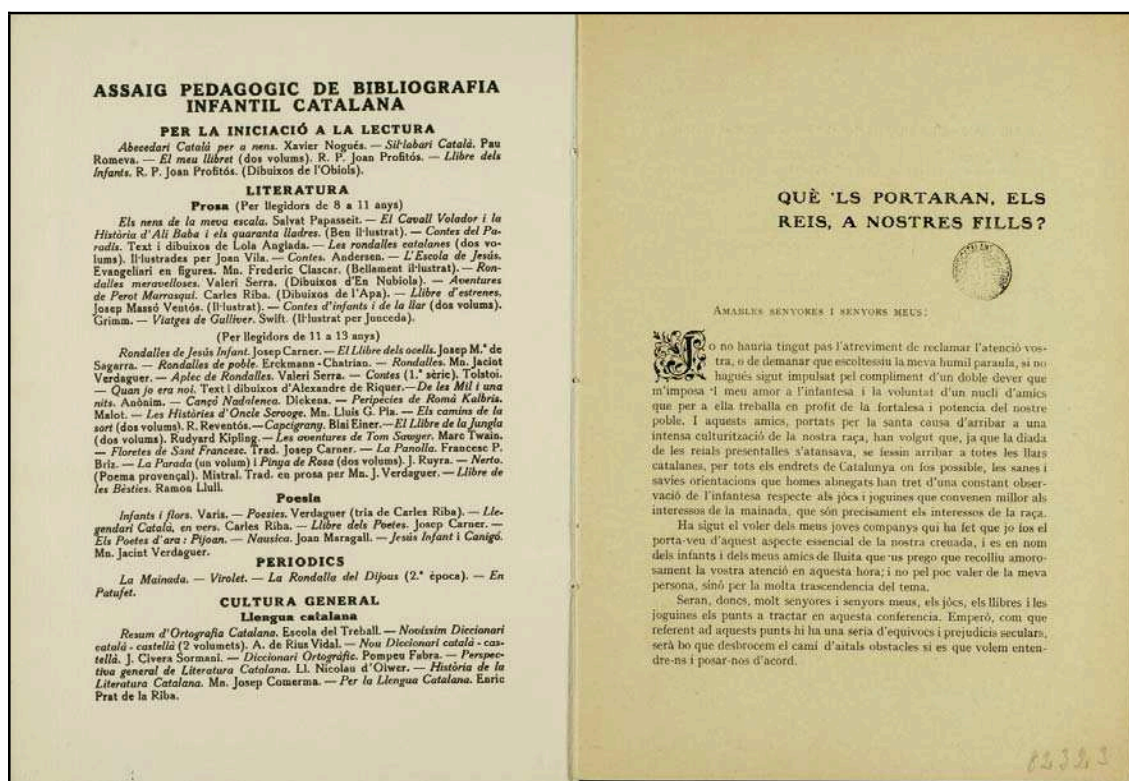 ASSAIG PEDAGOGIC DE BIBLIOGRAFIA
INFANTIL CATALANA
PER LA INICIACIÓ A LA LECTURA
Abecedari Català per a nens. Xavier Nogués. — Sil·labari Català. Pau
Romeva. — El meu llibret (dos volums). R. P. Joan Profitós. — Llibre dels
Infants. R. P. Joan Profitós. (Dibuixos de l'Obiols).
LITERATURA
Prosa (Per llegidors de 8 a 11 anys)
Els nens de la meva escala. Salvat Papasseit. — El Cavall Volador i la
Història d'Ali Baba i els quaranta lladres. (Ben il·lustrat). — Contes del Pa-
radís. Text i dibuixos de Lola Anglada. — Les rondalles catalanes (dos vo-
lums). Il·lustrades per Joan Vila. — Contes. Andersen. — L'Escola de Jesús.
Evangeliari en figures. Mn. Frederic Clascar. (Bellament il·lustrat). — Ron-
dalles meravelloses. Valeri Serra. (Dibuixos d'En Nubiola). — Aventures
de Perot Marrasquí. Carles Riba. (Dibuixos de l'Apa). — Llibre d'estrenes.
Josep Massó Ventós. (Il·lustrat). — Contes d'infants i de la llar (dos volums).
Grimm. — Viatges de Gulliver. Swift. (Il·lustrat per Junceda).
(Per llegidors de 11 a 13 anys)
Rondalles de Jesús Infant. Josep Carner. — El Llibre dels ocells. Josep M.ª de
Sagarra. — Rondalles de poble. Erckmann-Chatrian. — Rondalles. Mn. Jacint
Verdaguer. — Aplec de Rondalles. Valeri Serra. — Contes (1.ª sèric). Tolstoi.
— Quan jo era noi. Text i dibuixos d'Alexandre de Riquer. — De les Mil i una
nits. Anònim. — Cançó Nadalenca. Dickens. — Peripècies de Romà Kalbris.
Malot. — Les Històries d'Oncle Scrooge. Mn. Lluís G. Pla. — Els camins de la
sort (dos volums). R. Reventós. — Capcigrany. Blai Einer. — El Llibre de la Jungla
(dos volums). Rudyard Kipling. — Les aventures de Tom Sawyer. Marc Twain.
— Floretes de Sant Francesc. Trad. Josep Carner. — La Panolla. Francesc P.
Briz. — La Parada (un volum) i Pinya de Rosa (dos volums). J. Ruyra. — Nerto.
(Poema provençal). Mistral. Trad. en prosa per Mn. J. Verdaguer. — Llibre de
les Bèsties. Ramon Llull.
Poesia
Infants i flors. Varis. — Poesies. Verdaguer (tria de Carles Riba). — Lle-
gendari Català, en vers. Carles Riba. — Llibre dels Poetes. Josep Carner. —
Els Poetes d'ara: Pijoan. — Nausica. Joan Maragall. — Jesús Infant i Canigó.
Mn. Jacint Verdaguer.
PERIODICS
La Mainada. — Virolet. — La Rondalla del Dijous (2.ª època). — En
Patufet.
CULTURA GENERAL
Llengua catalana
Resum d'Ortografia Catalana. Escola del Treball. — Novíssim Diccionari
català-castellà (2 volumets). A. de Rius Vidal. — Nou Diccionari català-cas-
tellà. J. Civera Sormani. — Diccionari Ortogràfic. Pompeu Fabra. — Perspec-
tiva general de Literatura Catalana. Ll. Nicolau d'Olwer. — Història de la
Literatura Catalana. Mn. Josep Comerma. — Per la Llengua Catalana. Enric
Prat de la Riba.
QUÈ 'LS PORTARAN, ELS
REIS, A NOSTRES FILLS?
AMABLES SENYORES I SENYORS MEUS:
Jo no hauria tingut pas l'atreviment de reclamar l'atenció vos-
tra, o de demanar que escoltessiu la meva humil paraula, si no
hagués sigut impulsat pel compliment d'un doble dever que
m'imposa 'l meu amor a l'infantesa i la voluntat d'un nucli d'amics
que per a ella treballa en profit de la fortalesa i potencia del nostre
poble. I aquests amics, portats per la santa causa d'arribar a una
intensa culturització de la nostra raça, han volgut que, ja que la diada
de les reials presentalles s'atansava, se fessin arribar a totes les llars
catalanes, per tots els endrets de Catalunya on fos possible, les sanes i
savies orientacions que homes abnegats han tret d'una constant obser-
vació de l'infantesa respecte als jòcs i joguines que convenen millor als
interessos de la mainada, que són precisament els interessos de la raça.
Ha sigut el voler dels meus joves companys qui ha fet que jo fos el
porta-veu d'aquest aspecte essencial de la nostra creuada, i es en nom
dels infants i dels meus amics de lluita que 'us prego que recolliu amoro-
sament la vostra atenció en aquesta hora; i no pel poc valer de la meva
persona, sinó per la molta trascendencia del tema.
Seran, doncs, molt senyores i senyors meus, els jòcs, els llibres i les
joguines els punts a tractar en aquesta conferencia. Emperò, com que
referent ad aquests punts hi ha una seria d'equivocs i prejudicis seculars,
serà bo que desbrocem el camí d'aitals obstacles si es que volem enten-
dre-ns i posar-nos d'acord.
82323